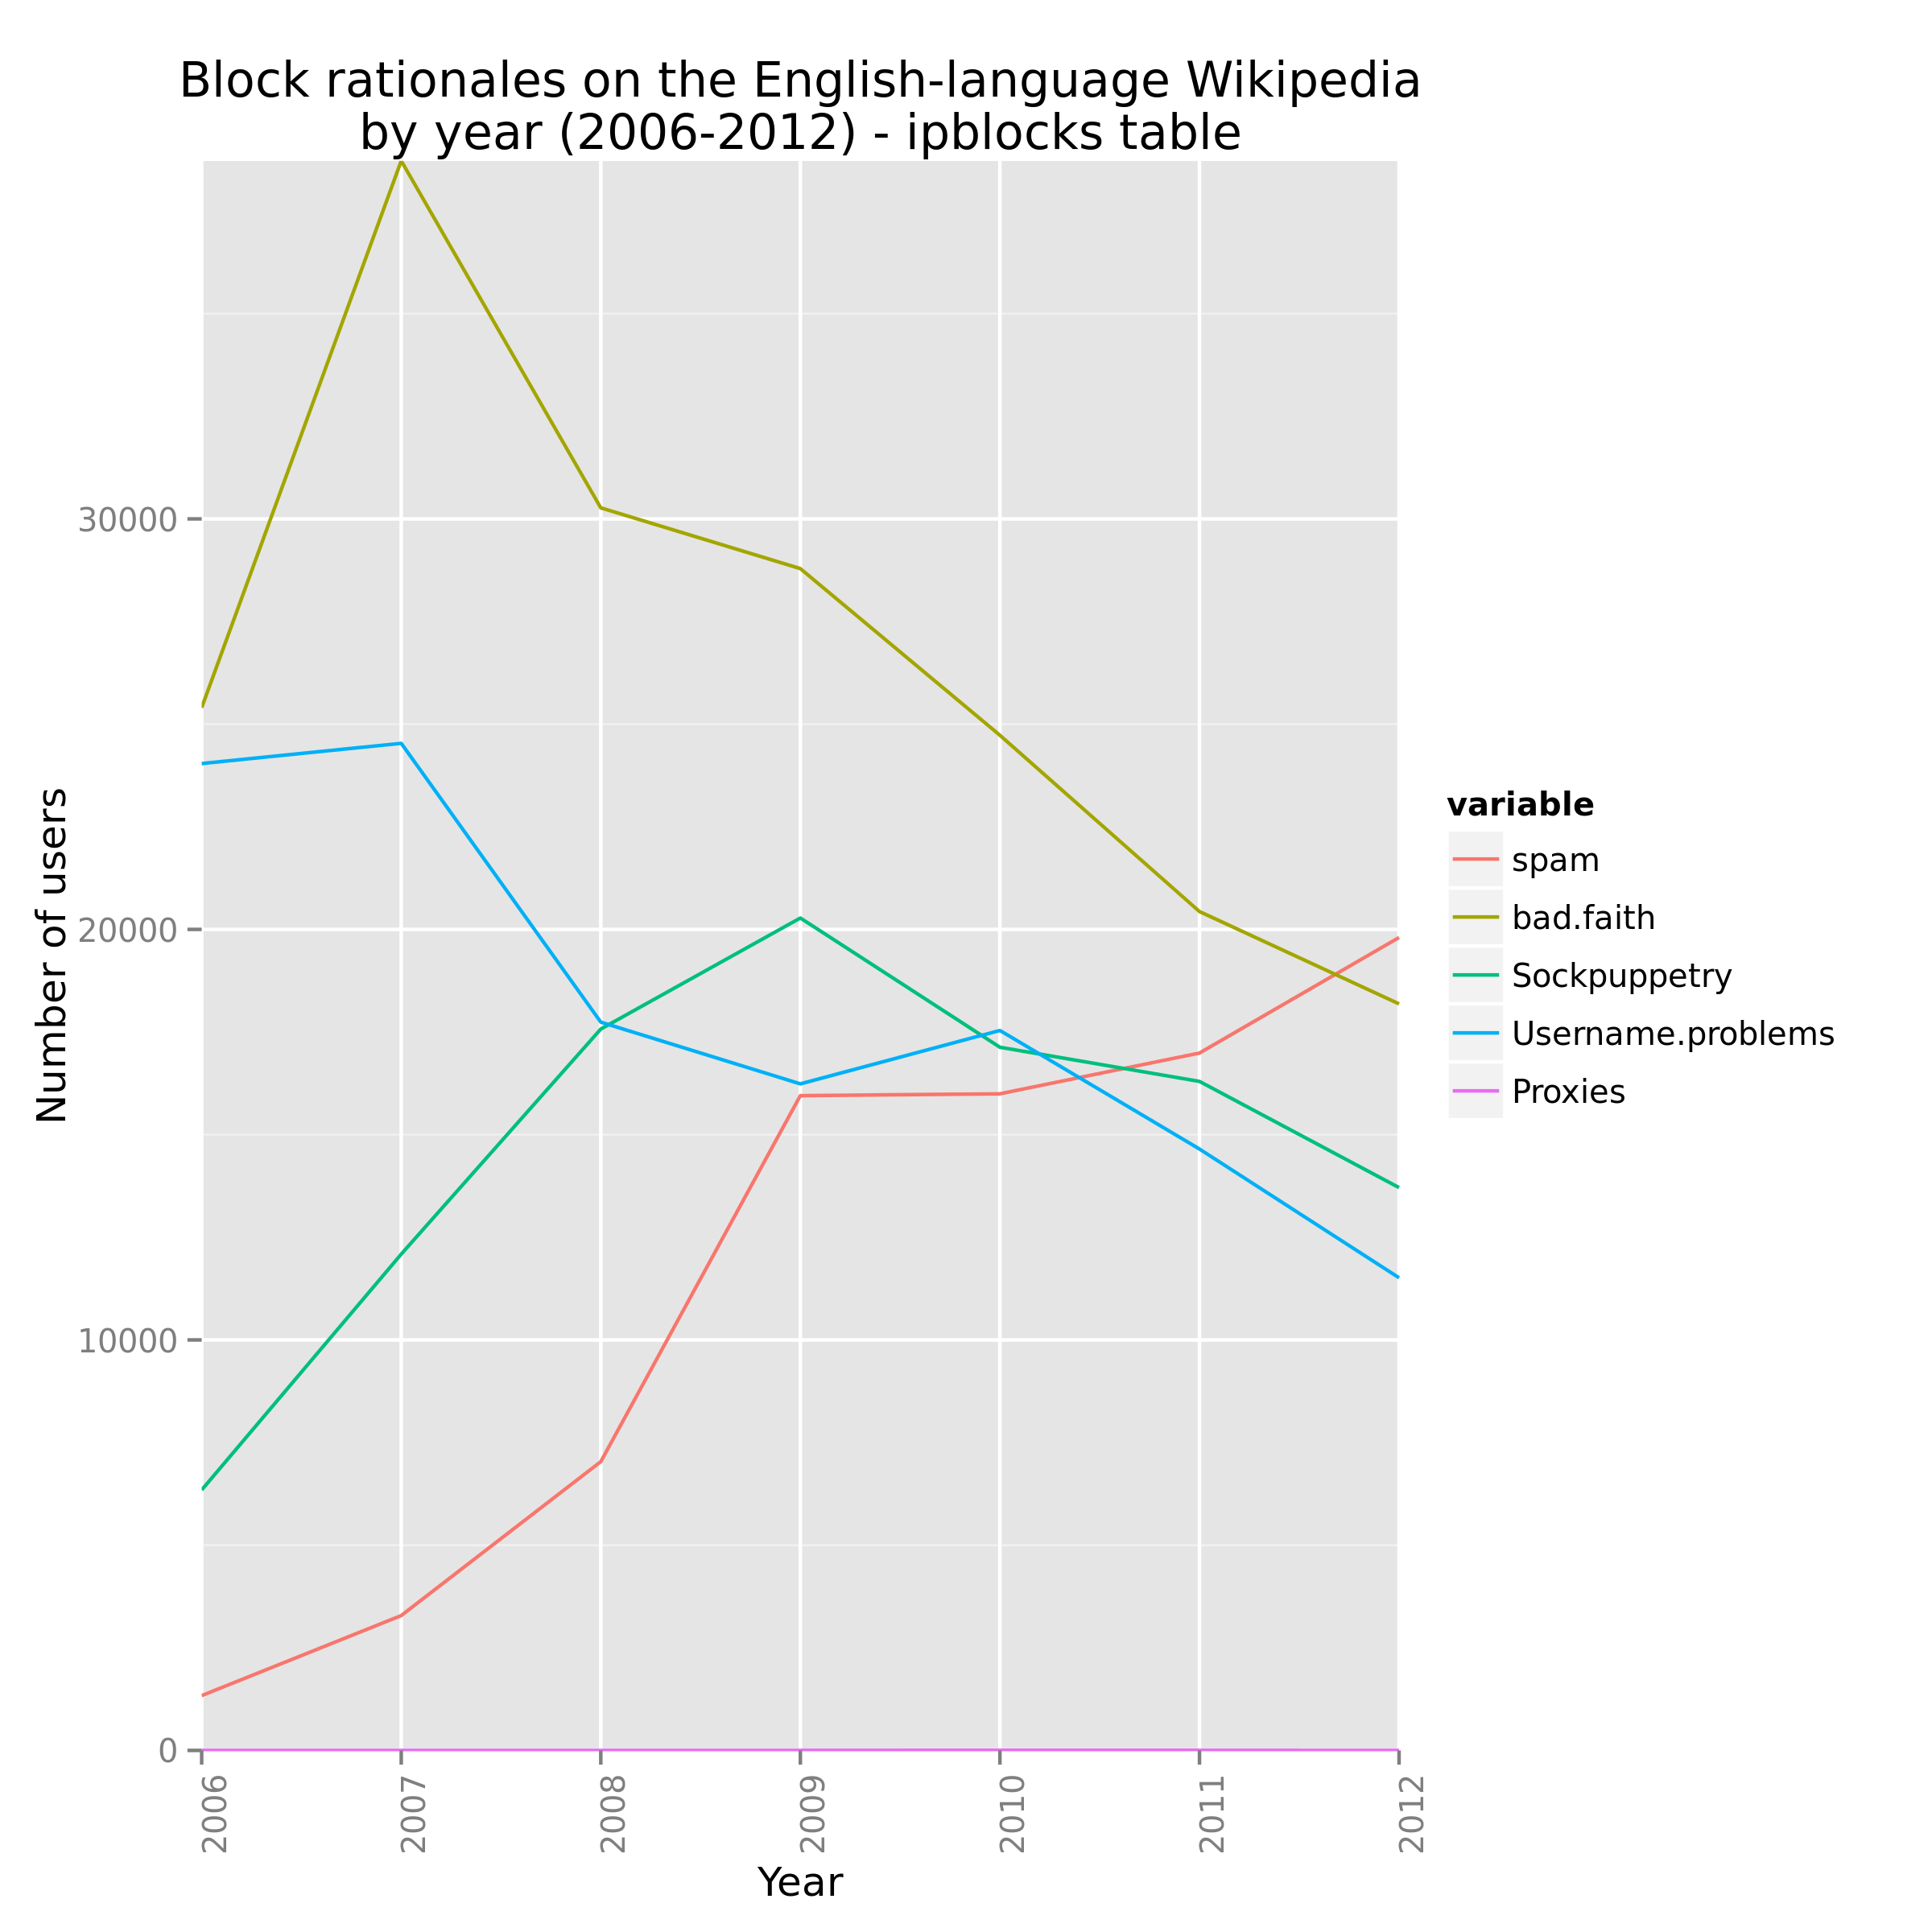 Block rationales on the English-language Wikipedia
by year (2006-2012) - ipblocks table
Number of users
30000
20000
10000
0
2006
2007
2008
2009
2010
2011
2012
Year
variable
spam
bad.faith
Sockpuppetry
Username.problems
Proxies